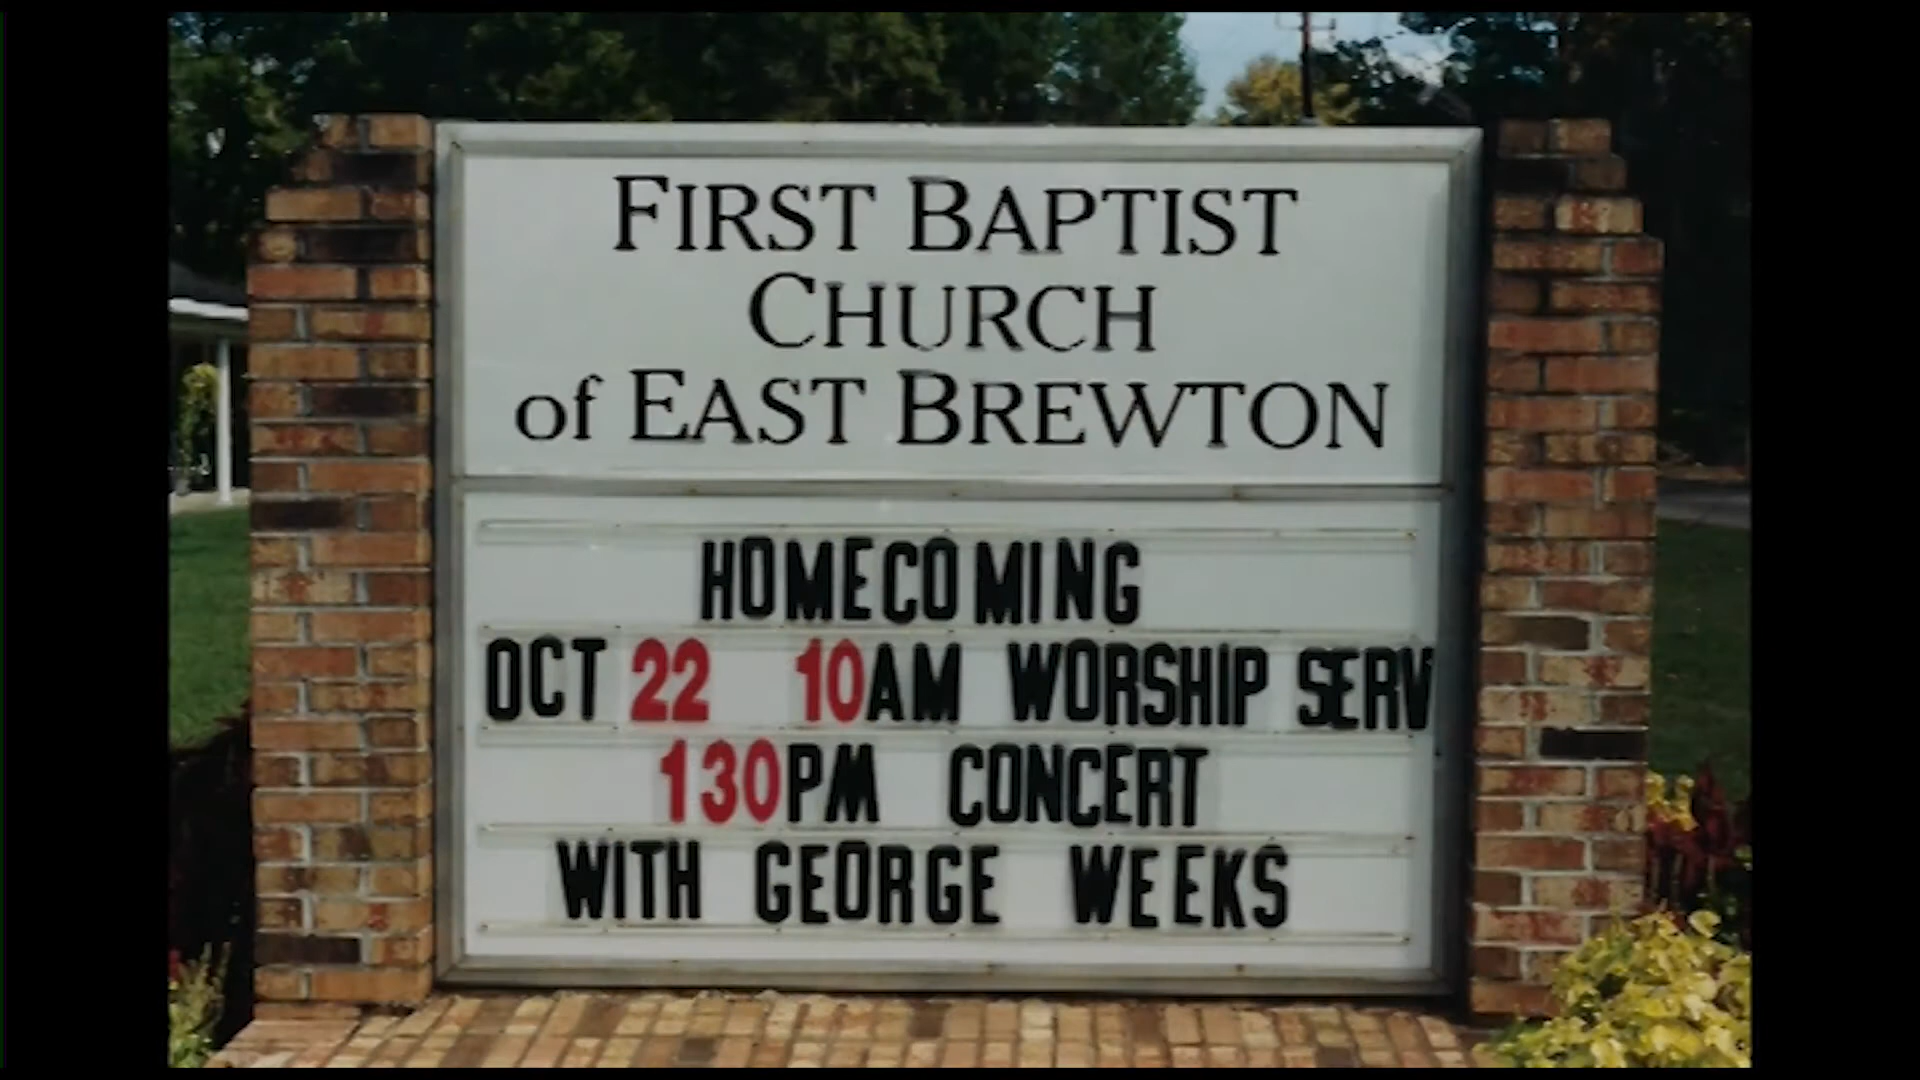 FIRST BAPTIST
CHURCH
of EAST BREWTON
HOMECOMING
OCT 22 10AM WORSHIP SERV
130PM CONCERT
WITH GEORGE WEEKS